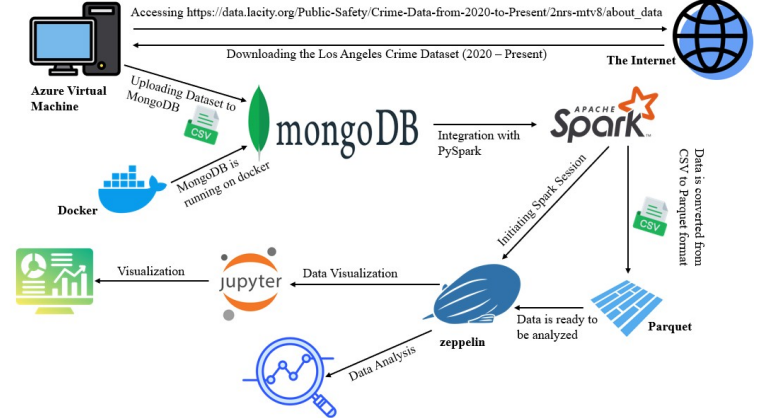 Accessing https://data.lacity.org/Public-Safety/Crime-Data-from-2020-to-Present/2nrs-mtv8/about_data
Downloading the Los Angeles Crime Dataset (2020 – Present)
The Internet
Azure Virtual
Machine
Uploading Dataset to
MongoDB
CSV
mongoDB
Integration with
PySpark
APACHE
Spark
TM
MongoDB is
running on docker
Docker
Initiating Spark Session
Data is converted from
CSV to Parquet format
CSV
Visualization
jupyter
Data Visualization
zeppelin
Data is ready to
be analyzed
Parquet
Data Analysis